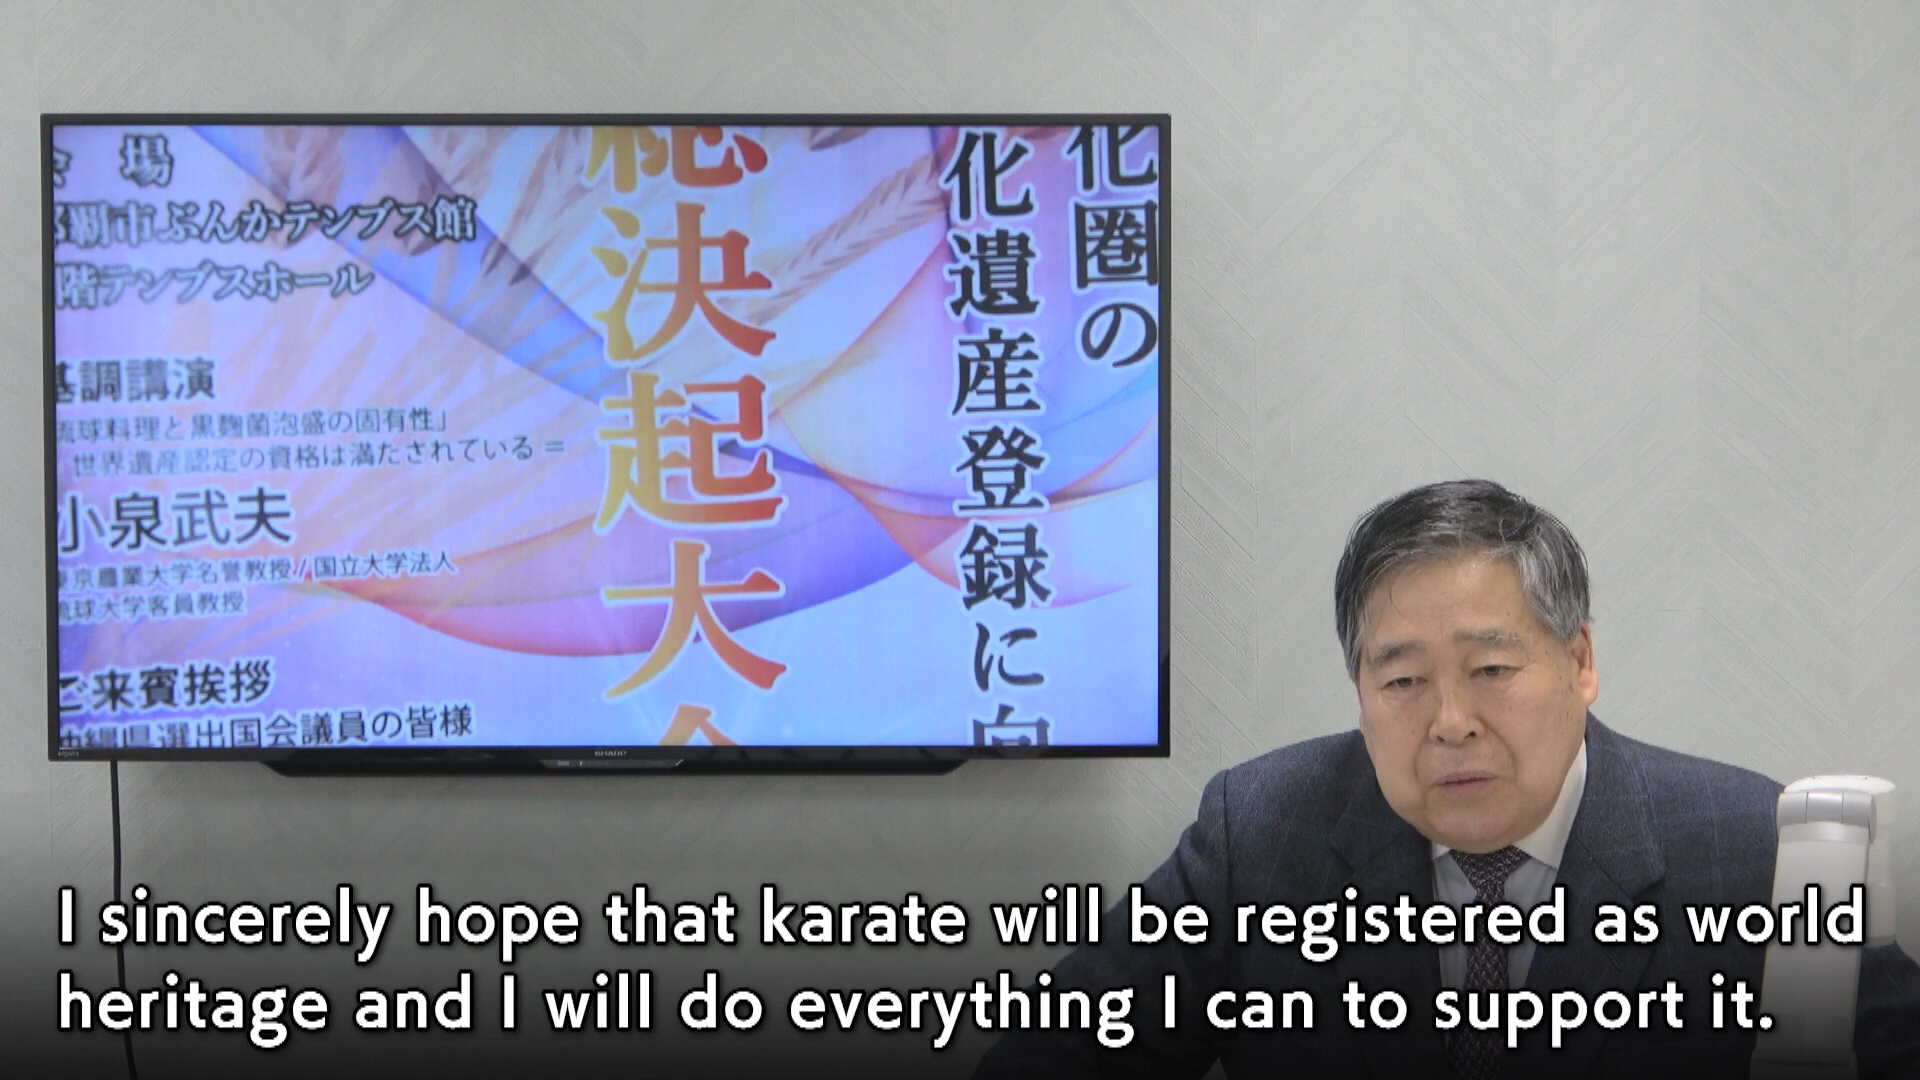 会　場
那覇市ぶんかテンブス館
階テンブスホール
基調講演
琉球料理と黒麹菌泡盛の固有性」
世界遺産認定の資格は満たされている =
小泉武夫
東京農業大学名誉教授 / 国立大学法人
琉球大学客員教授
ご来賓挨拶
沖縄県選出国会議員の皆様
化圏の
化遺産登録に向
総決起大会
SHARP
I sincerely hope that karate will be registered as world
heritage and I will do everything I can to support it.